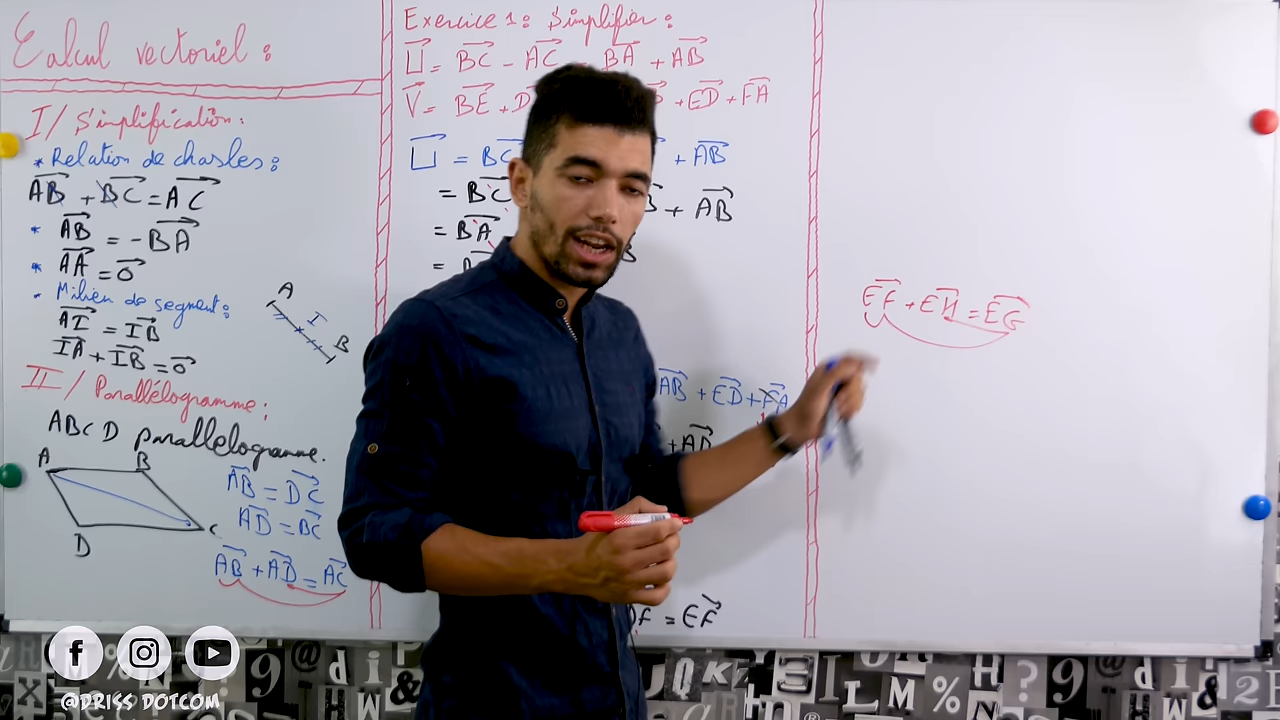 Calcul vectoriel :
I/ Simplification:
* Relation de chasles :
AB + BC = AC
* AB = -BA
* AA = 0
* Milieu de segment :
AI = IB
IA + IB = 0
A
I
B
II/ Parallélogramme :
ABCD parallélogramme.
A B
D C
AB = DC
AD = BC
AB + AD = AC
Exercice 1 : Simplifier :
U = BC - AC - BA + AB
V = BE + D + ED + FA
U = BC + AB
= BC + AB
= BA
=
AB + ED + FA
+ AD
DF = EF
EF + EH = EG
f
@DRISS DOTCOM